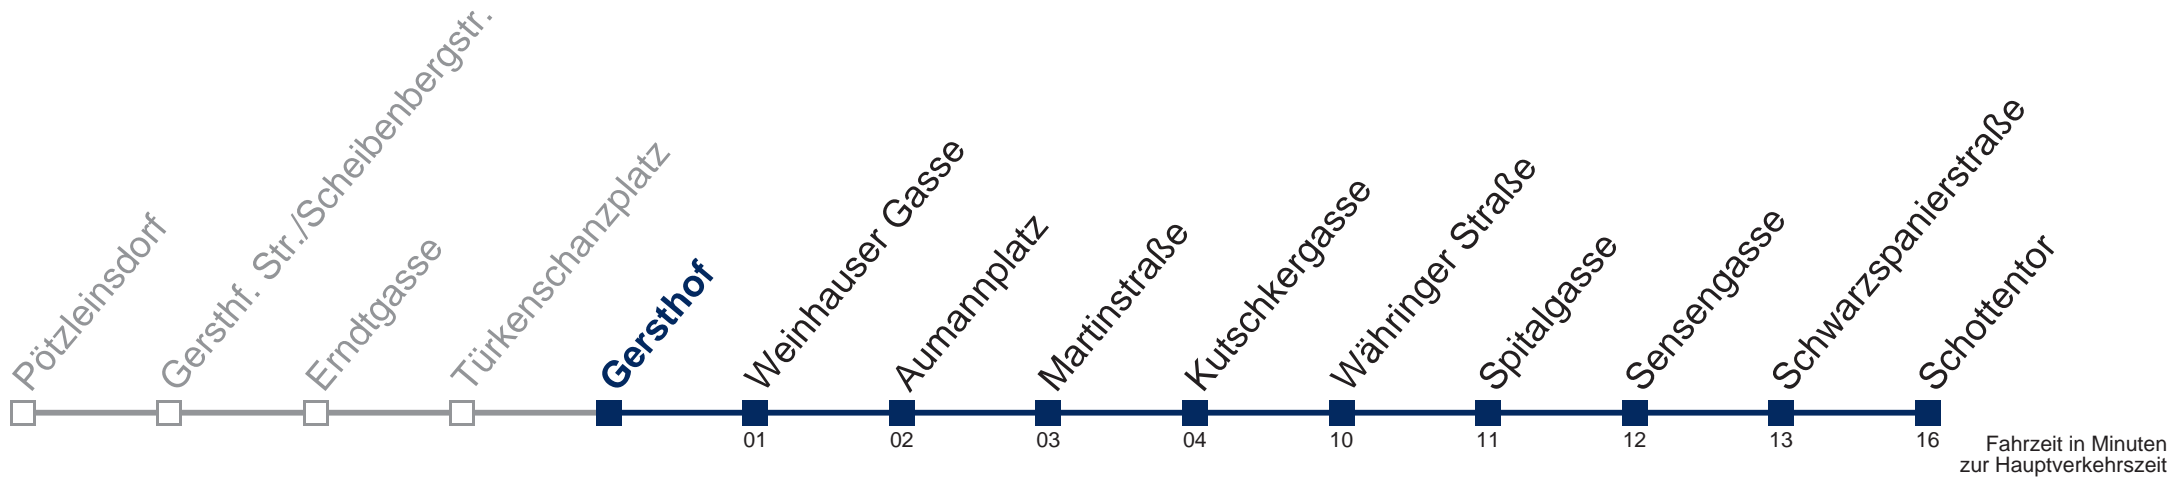 Pötzleinsdorf
Gersthf. Str./Scheibenbergstr.
Erndtgasse
Türkenschanzplatz
Gersthof
Weinhauser Gasse
Aumannplatz
Martinstraße
Kutschkergasse
Währinger Straße
Spitalgasse
Sensengasse
Schwarzspanierstraße
Schottentor
01
02
03
04
10
11
12
13
16
Fahrzeit in Minuten
zur Hauptverkehrszeit